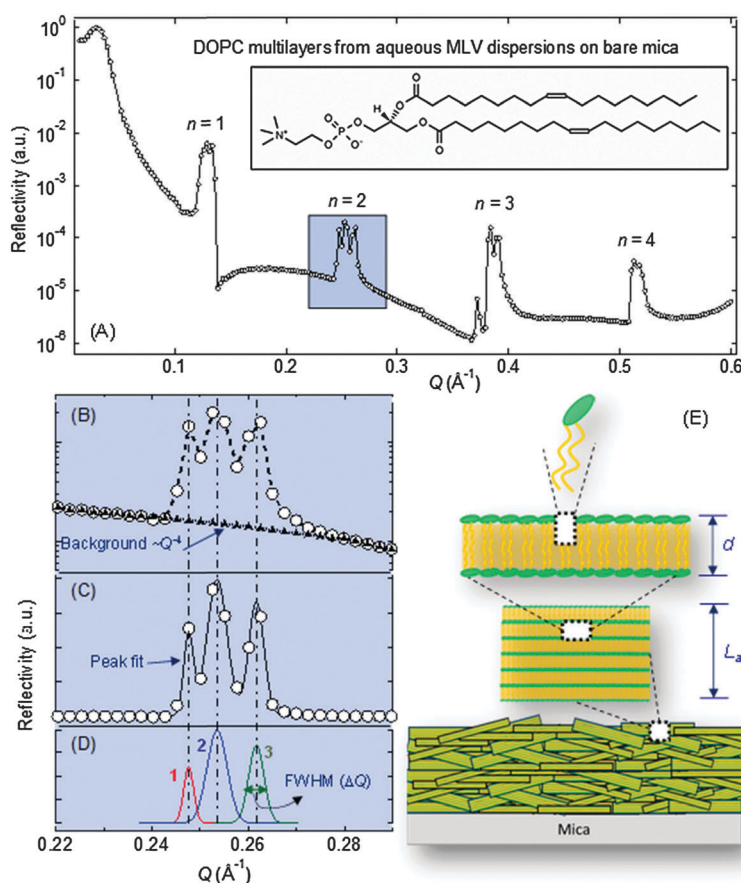 DOPC multilayers from aqueous MLV dispersions on bare mica
10⁰
10⁻¹
10⁻²
10⁻³
10⁻⁴
10⁻⁵
10⁻⁶
Reflectivity (a.u.)
n = 1
n = 2
n = 3
n = 4
O
H
O
O
P
O
O
O
N⁺
O⁻
O
(A)
0.1 0.2 0.3 0.4 0.5 0.6
Q (Å⁻¹)
(B)
Background ~Q⁻⁴
(C)
Peak fit
Reflectivity (a.u.)
(D)
1
2
3
FWHM (ΔQ)
0.22 0.24 0.26 0.28
Q (Å⁻¹)
(E)
d
Lₐ
Mica